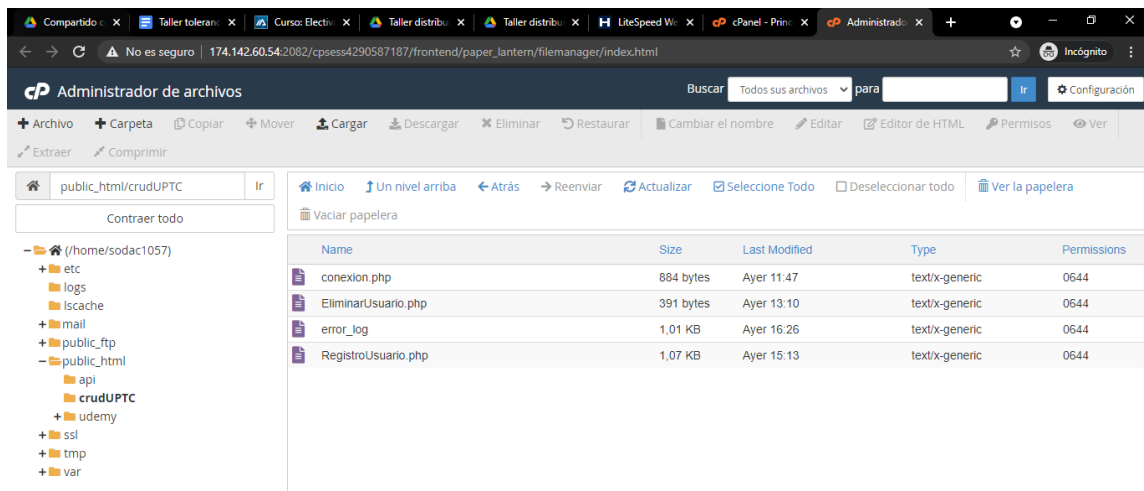 Compartido c Taller toleranc Curso: Electiva Taller distribu Taller distribu LiteSpeed We cPanel - Princ Administrado
No es seguro 174.142.60.54:2082/cpsess4290587187/frontend/paper_lantern/filemanager/index.html Incógnito
cP Administrador de archivos Buscar Todos sus archivos para Ir Configuración
Archivo Carpeta Copiar Mover Cargar Descargar Eliminar Restaurar Cambiar el nombre Editar Editor de HTML Permisos Ver
Extraer Comprimir
public_html/crudUPTC Ir Inicio Un nivel arriba Atrás Reenviar Actualizar Seleccione Todo Deseleccionar todo Ver la papelera
Contraer todo Vaciar papelera
Name Size Last Modified Type Permissions
(/home/sodac1057)
etc
logs
lscache
mail
public_ftp
public_html
api
crudUPTC
udemy
ssl
tmp
var
conexion.php 884 bytes Ayer 11:47 text/x-generic 0644
EliminarUsuario.php 391 bytes Ayer 13:10 text/x-generic 0644
error_log 1,01 KB Ayer 16:26 text/x-generic 0644
RegistroUsuario.php 1,07 KB Ayer 15:13 text/x-generic 0644